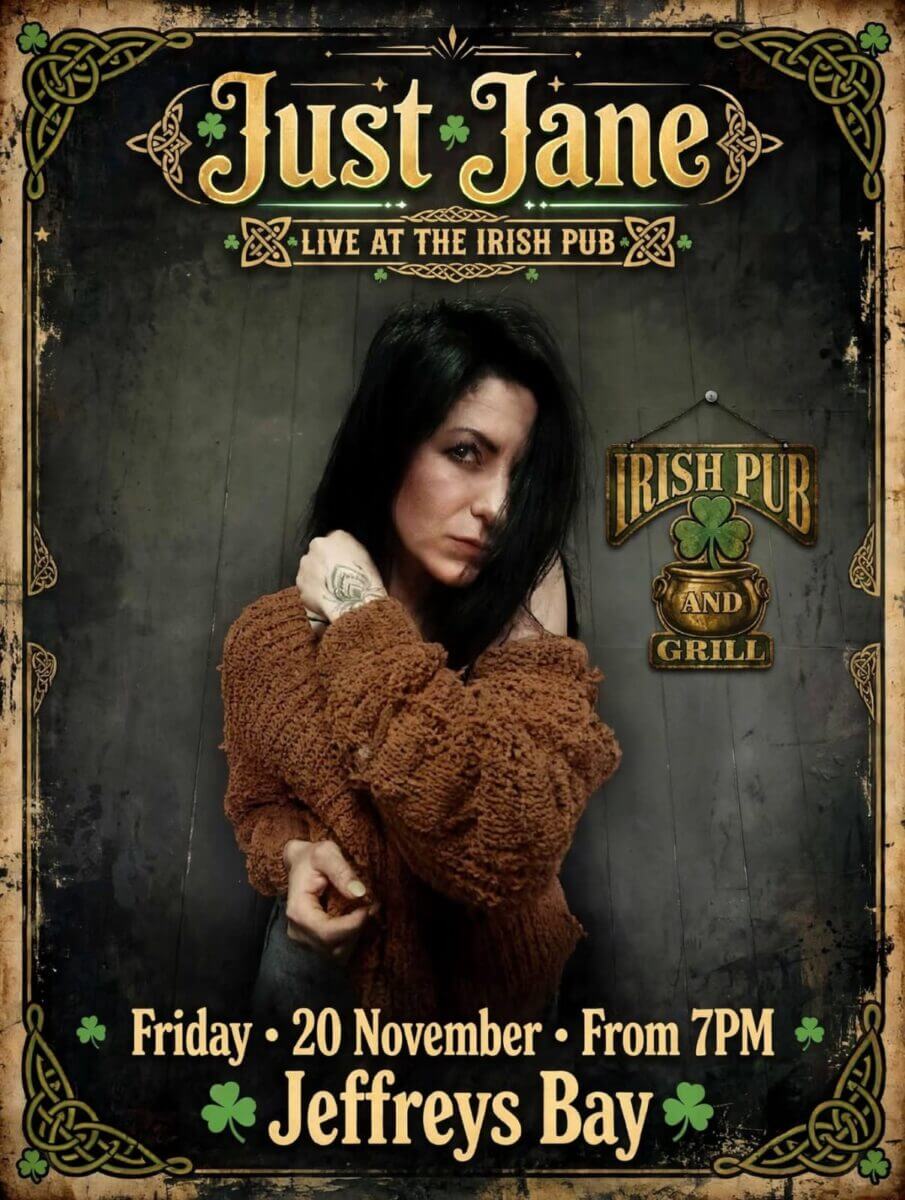 Just Jane
LIVE AT THE IRISH PUB
IRISH PUB
AND
GRILL
Friday • 20 November • From 7PM
Jeffreys Bay